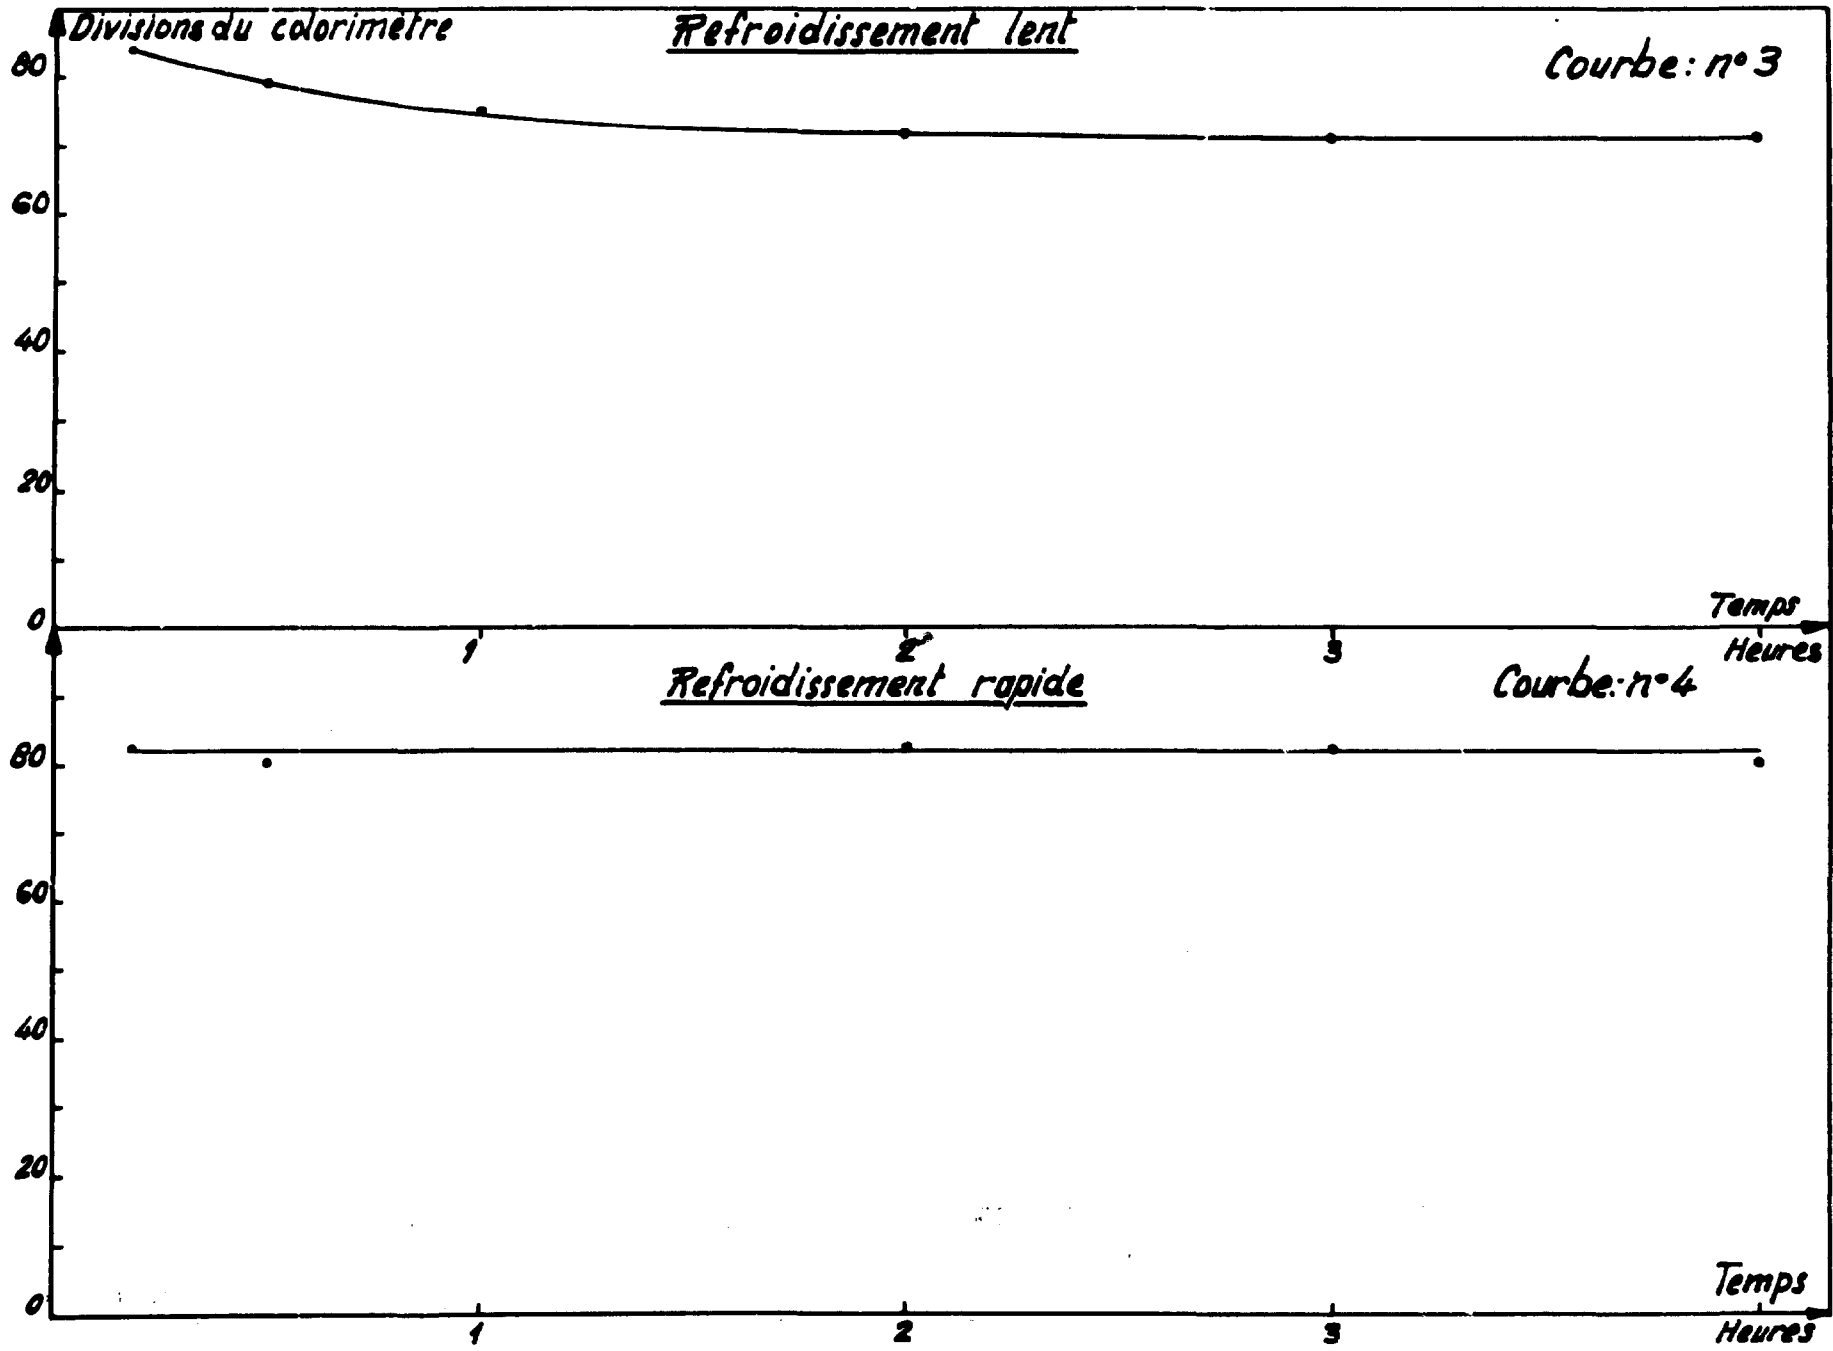 Divisions du colorimètre
Refroidissement lent
Courbe: n° 3
80
60
40
20
0
Temps
1
2
3
Heures
Refroidissement rapide
Courbe: n° 4
80
60
40
20
0
Temps
1
2
3
Heures